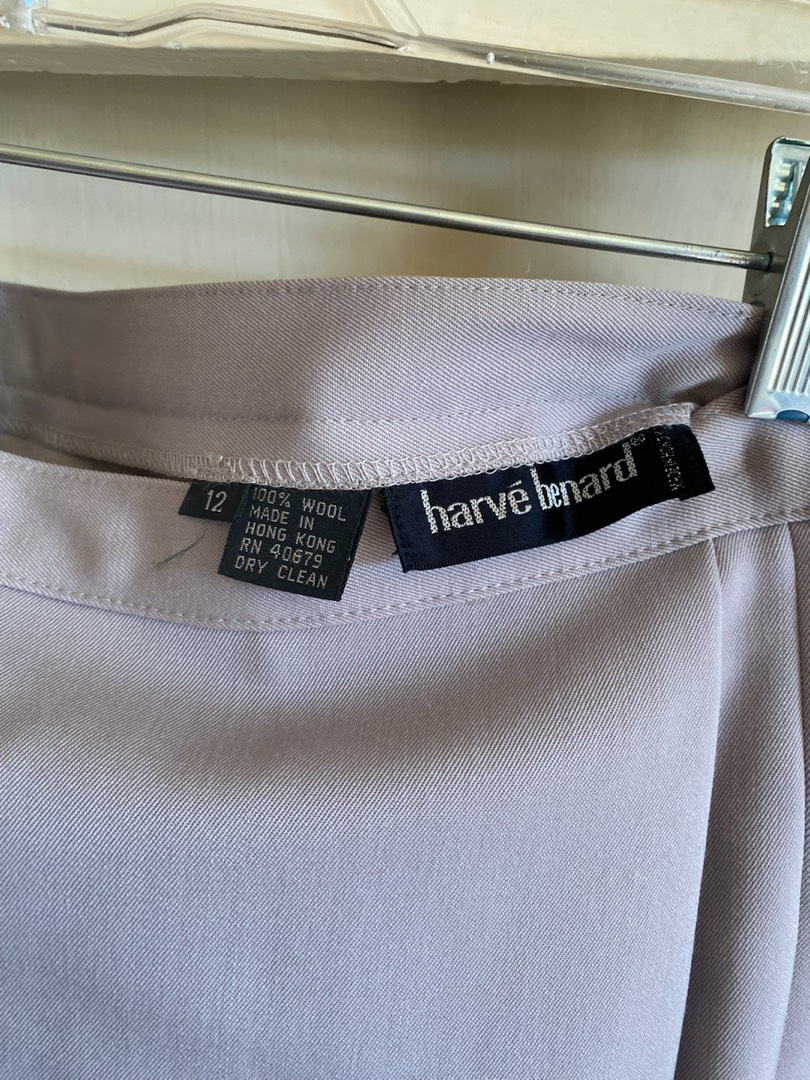 12
100% WOOL
MADE IN
HONG KONG
RN 40679
DRY CLEAN
harvé benard®